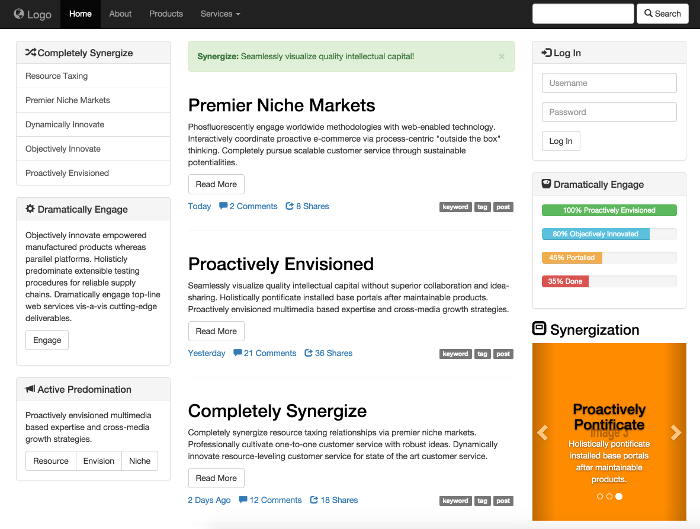 Logo
Home
About
Products
Services
Search
Completely Synergize
Resource Taxing
Premier Niche Markets
Dynamically Innovate
Objectively Innovate
Proactively Envisioned
Dramatically Engage
Objectively innovate empowered
manufactured products whereas
parallel platforms. Holisticly
predominate extensible testing
procedures for reliable supply
chains. Dramatically engage top-line
web services vis-a-vis cutting-edge
deliverables.
Engage
Active Predomination
Proactively envisioned multimedia
based expertise and cross-media
growth strategies.
Resource
Envision
Niche
Synergize: Seamlessly visualize quality intellectual capital!
×
Premier Niche Markets
Phosfluorescently engage worldwide methodologies with web-enabled technology.
Interactively coordinate proactive e-commerce via process-centric "outside the box"
thinking. Completely pursue scalable customer service through sustainable
potentialities.
Read More
Today 2 Comments 8 Shares keyword tag post
Proactively Envisioned
Seamlessly visualize quality intellectual capital without superior collaboration and idea-
sharing. Holistically pontificate installed base portals after maintainable products.
Proactively envisioned multimedia based expertise and cross-media growth strategies.
Read More
Yesterday 21 Comments 36 Shares keyword tag post
Completely Synergize
Completely synergize resource taxing relationships via premier niche markets.
Professionally cultivate one-to-one customer service with robust ideas. Dynamically
innovate resource-leveling customer service for state of the art customer service.
Read More
2 Days Ago 12 Comments 18 Shares keyword tag post
Log In
Username
Password
Log In
Dramatically Engage
100% Proactively Envisioned
80% Objectively Innovated
45% Portalled
35% Done
Synergization
Proactively
Pontificate
Image 3
Holistically pontificate
installed base portals
after maintainable
products.